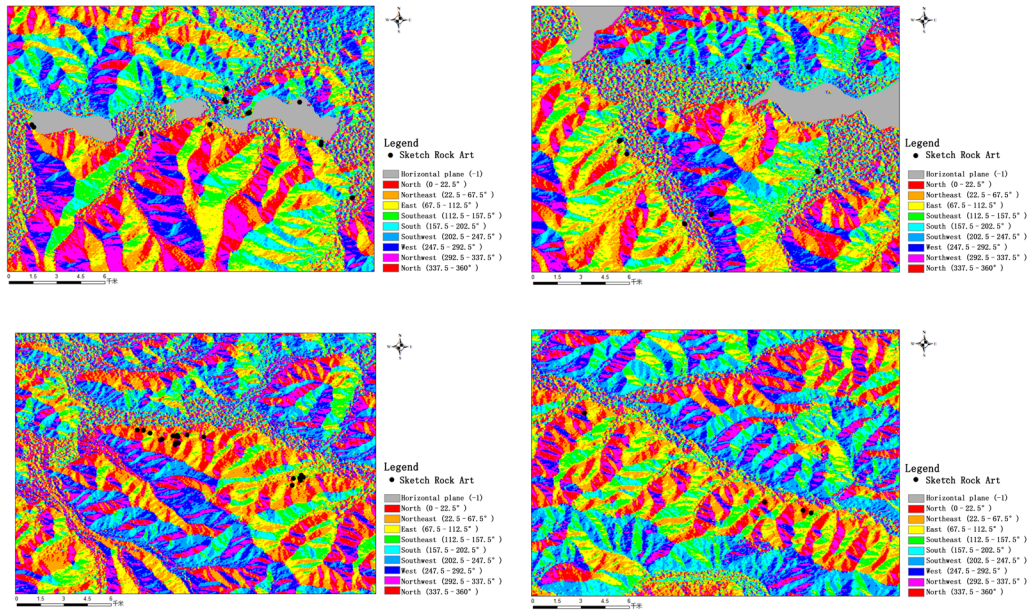 N
W E
S
Legend
Sketch Rock Art
Horizontal plane (-1)
North (0-22.5°)
Northeast (22.5-67.5°)
East (67.5-112.5°)
Southeast (112.5-157.5°)
South (157.5-202.5°)
Southwest (202.5-247.5°)
West (247.5-292.5°)
Northwest (292.5-337.5°)
North (337.5-360°)
0 1.5 3 4.5 6
千米
N
W E
S
Legend
Sketch Rock Art
Horizontal plane (-1)
North (0-22.5°)
Northeast (22.5-67.5°)
East (67.5-112.5°)
Southeast (112.5-157.5°)
South (157.5-202.5°)
Southwest (202.5-247.5°)
West (247.5-292.5°)
Northwest (292.5-337.5°)
North (337.5-360°)
0 1.5 3 4.5 6
千米
N
W E
S
Legend
Sketch Rock Art
Horizontal plane (-1)
North (0-22.5°)
Northeast (22.5-67.5°)
East (67.5-112.5°)
Southeast (112.5-157.5°)
South (157.5-202.5°)
Southwest (202.5-247.5°)
West (247.5-292.5°)
Northwest (292.5-337.5°)
North (337.5-360°)
0 1.5 3 4.5 6
千米
N
W E
S
Legend
Sketch Rock Art
Horizontal plane (-1)
North (0-22.5°)
Northeast (22.5-67.5°)
East (67.5-112.5°)
Southeast (112.5-157.5°)
South (157.5-202.5°)
Southwest (202.5-247.5°)
West (247.5-292.5°)
Northwest (292.5-337.5°)
North (337.5-360°)
0 1.5 3 4.5 6
千米